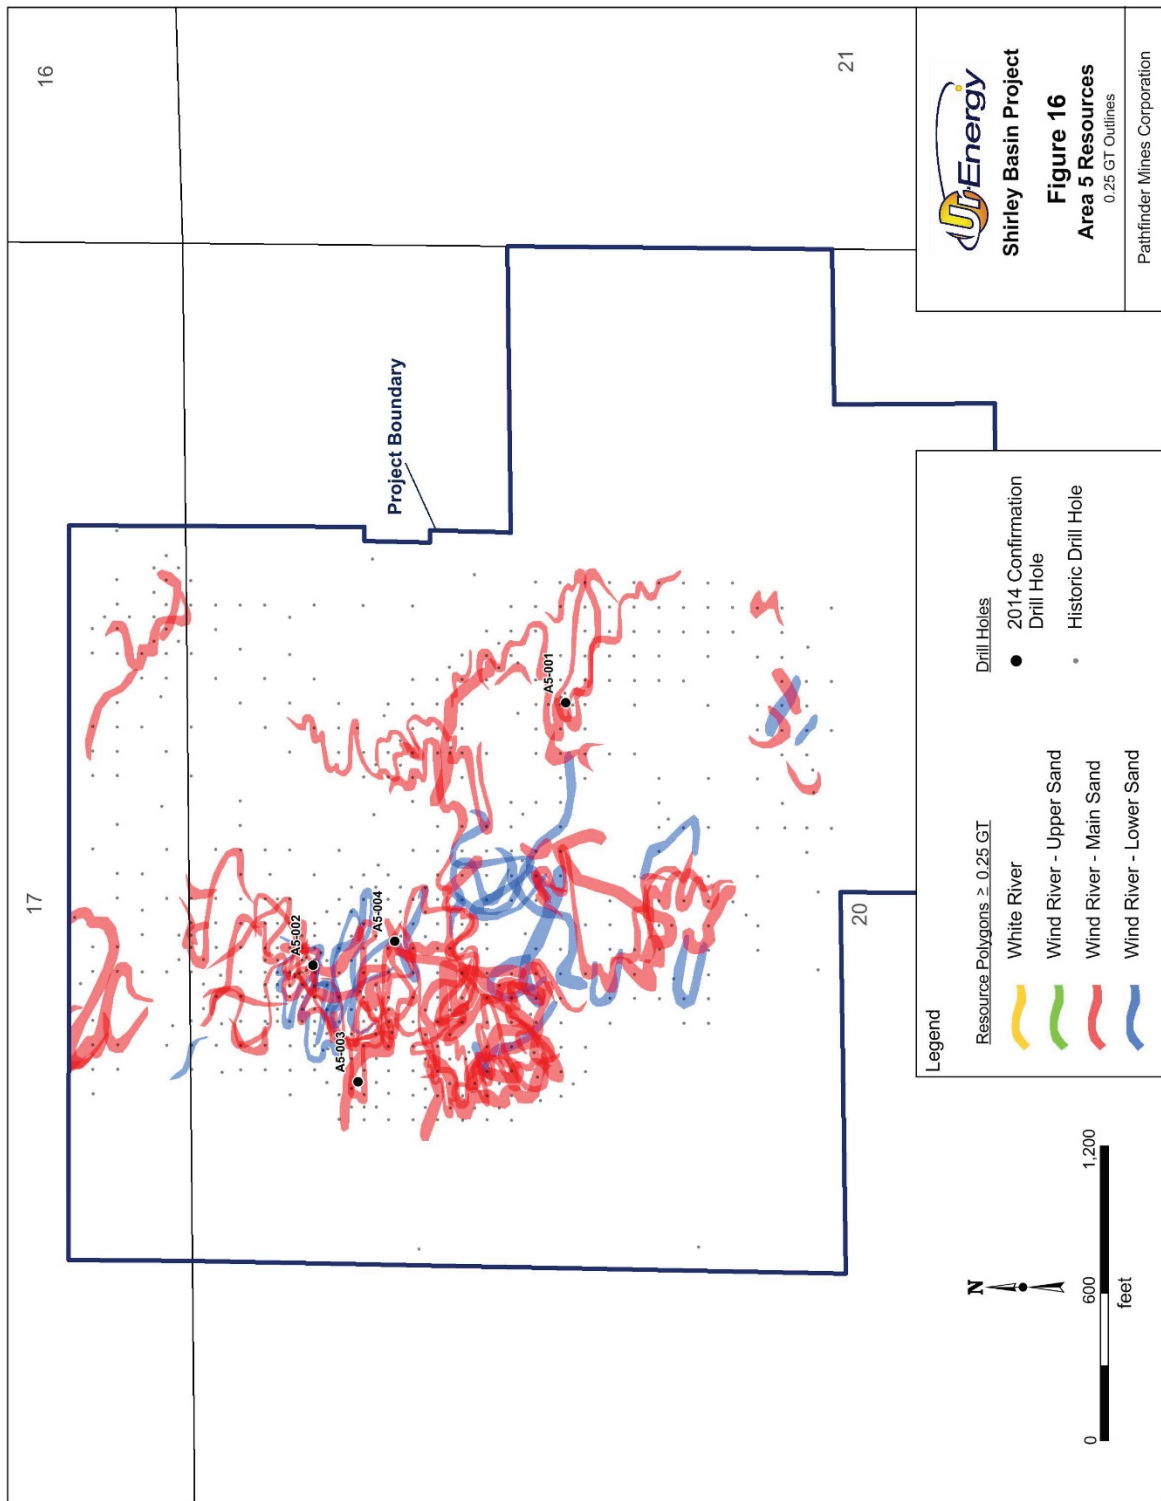 16
17
21
20
Project Boundary
A5-001
A5-002
A5-004
A5-003
Legend
Resource Polygons ≥ 0.25 GT
White River
Wind River - Upper Sand
Wind River - Main Sand
Wind River - Lower Sand
Drill Holes
2014 Confirmation
Drill Hole
Historic Drill Hole
N
0 600 1,200
feet
Ur-Energy
Shirley Basin Project
Figure 16
Area 5 Resources
0.25 GT Outlines
Pathfinder Mines Corporation